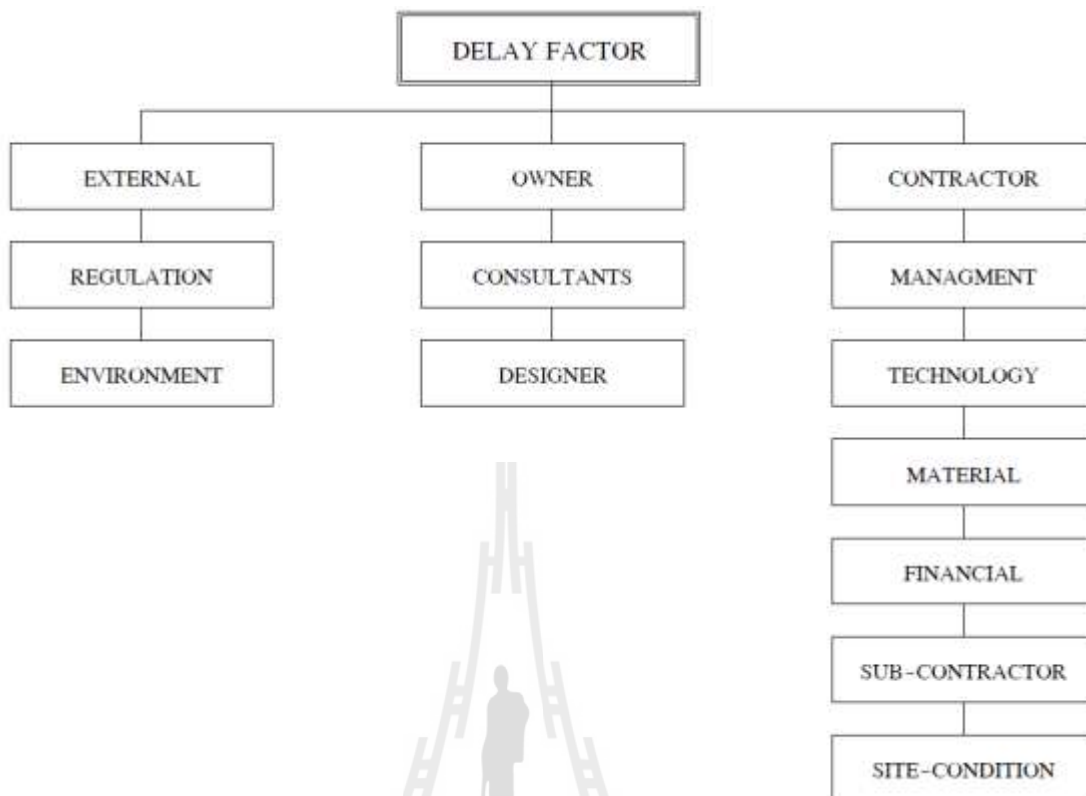 DELAY FACTOR
EXTERNAL
OWNER
CONTRACTOR
REGULATION
CONSULTANTS
MANAGMENT
ENVIRONMENT
DESIGNER
TECHNOLOGY
MATERIAL
FINANCIAL
SUB-CONTRACTOR
SITE-CONDITION